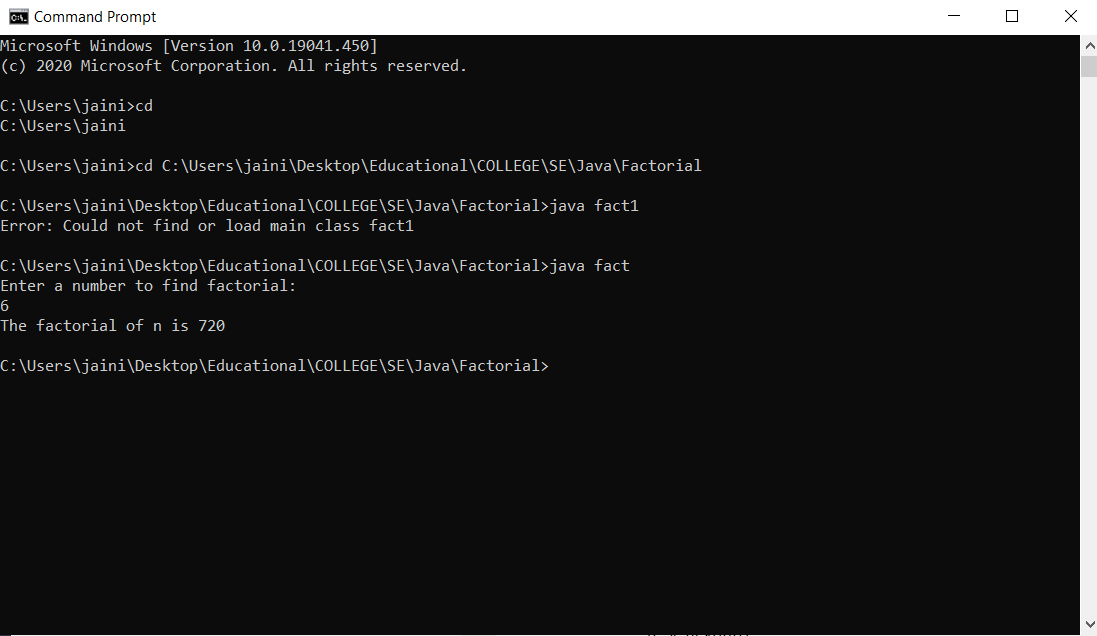 Command Prompt
Microsoft Windows [Version 10.0.19041.450]
(c) 2020 Microsoft Corporation. All rights reserved.
C:\Users\jaini>cd
C:\Users\jaini
C:\Users\jaini>cd C:\Users\jaini\Desktop\Educational\COLLEGE\SE\Java\Factorial
C:\Users\jaini\Desktop\Educational\COLLEGE\SE\Java\Factorial>java fact1
Error: Could not find or load main class fact1
C:\Users\jaini\Desktop\Educational\COLLEGE\SE\Java\Factorial>java fact
Enter a number to find factorial:
6
The factorial of n is 720
C:\Users\jaini\Desktop\Educational\COLLEGE\SE\Java\Factorial>